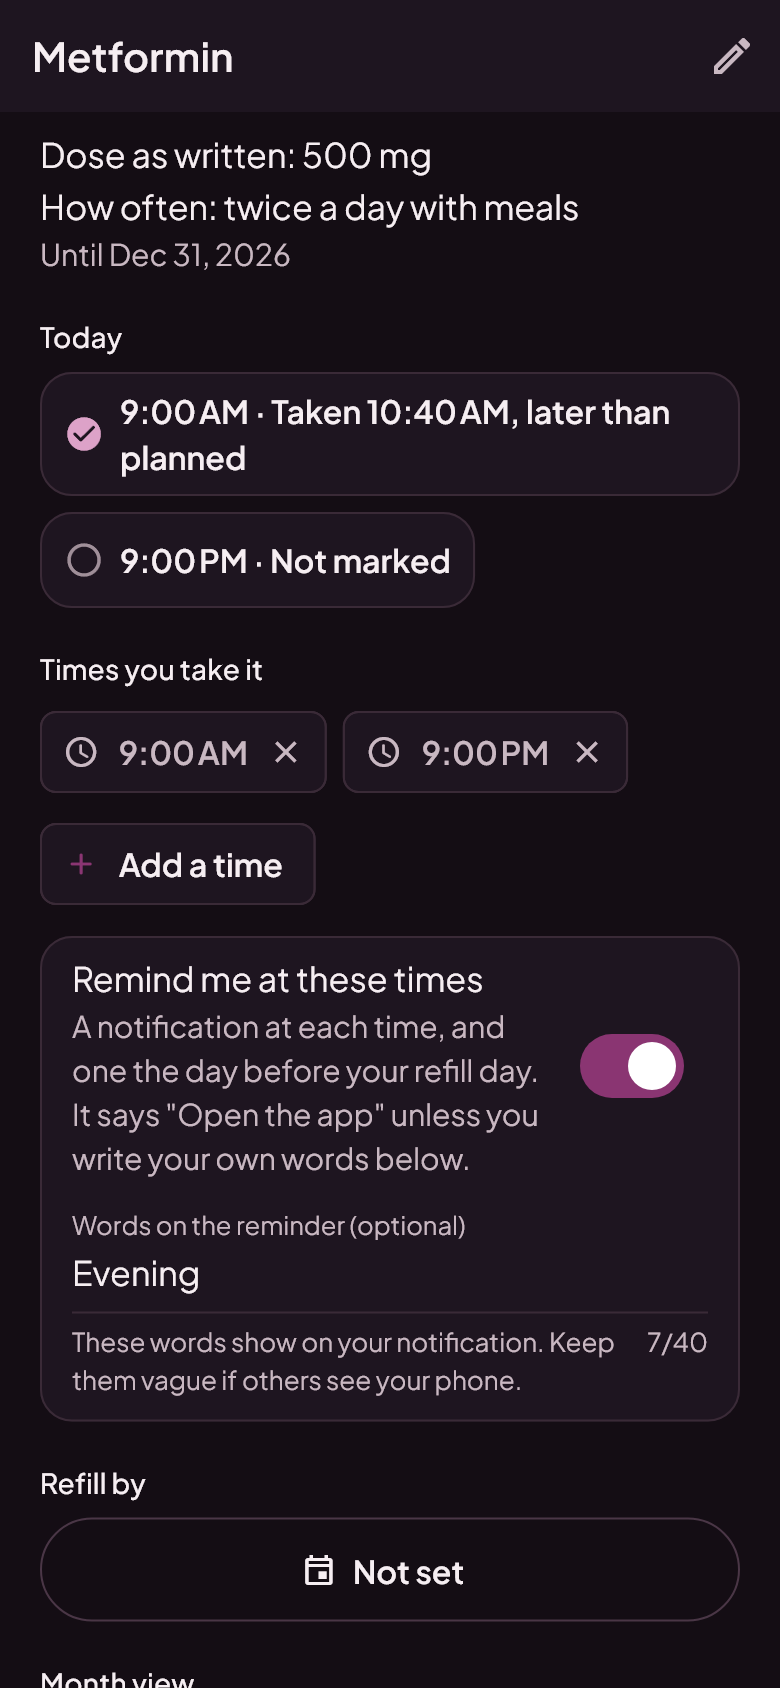 Metformin
Dose as written: 500 mg
How often: twice a day with meals
Until Dec 31, 2026
Today
9:00 AM · Taken 10:40 AM, later than
planned
9:00 PM · Not marked
Times you take it
9:00 AM
9:00 PM
Add a time
Remind me at these times
A notification at each time, and
one the day before your refill day.
It says "Open the app" unless you
write your own words below.
Words on the reminder (optional)
Evening
These words show on your notification. Keep 7/40
them vague if others see your phone.
Refill by
Not set
Month view